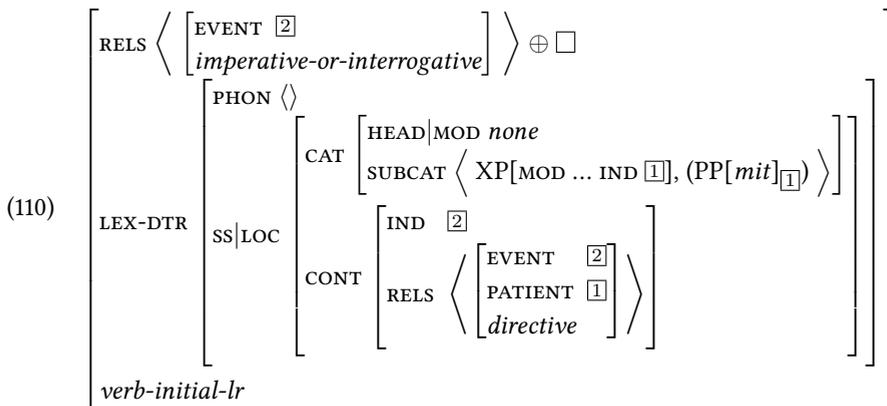 RELS ⟨ [EVENT 2
imperative-or-interrogative] ⟩ ⊕ □
PHON ⟨⟩
HEAD|MOD none
CAT
SUBCAT ⟨ XP[MOD ... IND 1], (PP[mit]1) ⟩
(110)
LEX-DTR
SS|LOC
IND 2
EVENT 2
CONT
RELS ⟨ PATIENT 1 ⟩
directive
verb-initial-lr